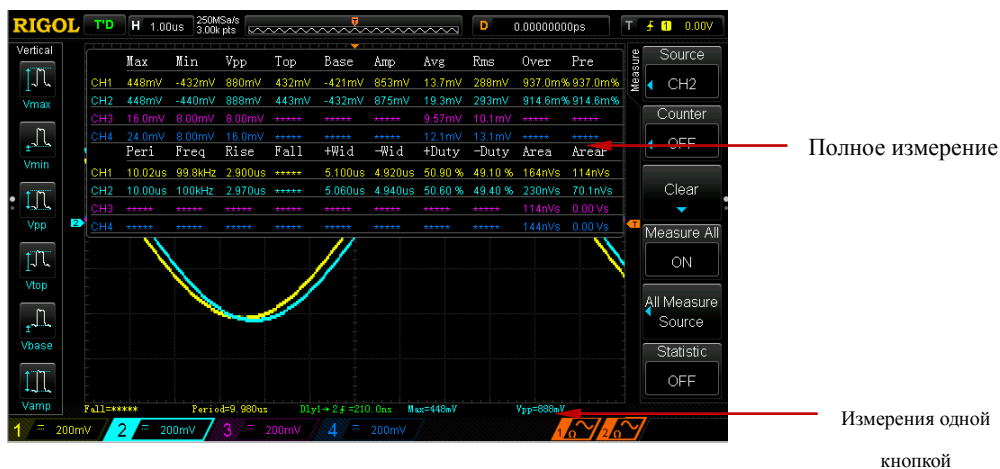 RIGOL T'D H 1.00us 250MSa/s 3.00k pts D 0.00000000ps T 1 0.00V
Vertical
Vmax
Vmin
Vpp
Vtop
Vbase
Vamp
Max Min Vpp Top Base Amp Avg Rms Over Pre
CH1 448mV -432mV 880mV 432mV -421mV 853mV 13.7mV 288mV 937.0m% 937.0m%
CH2 448mV -440mV 888mV 443mV -432mV 875mV 19.3mV 293mV 914.6m% 914.6m%
CH3 16.0mV 8.00mV 8.00mV ***** ***** ***** 9.57mV 10.1mV ***** *****
CH4 24.0mV 8.00mV 16.0mV ***** ***** ***** 12.1mV 13.1mV ***** *****
Peri Freq Rise Fall +Wid -Wid +Duty -Duty Area AreaP
CH1 10.02us 99.8kHz 2.900us ***** 5.100us 4.920us 50.90 % 49.10 % 164nVs 114nVs
CH2 10.00us 100kHz 2.970us ***** 5.060us 4.940us 50.60 % 49.40 % 230nVs 70.1nVs
CH3 ***** ***** ***** ***** ***** ***** ***** ***** 114nVs 0.00 Vs
CH4 ***** ***** ***** ***** ***** ***** ***** ***** 144nVs 0.00 Vs
2
T
Measure
Source
CH2
Counter
OFF
Clear
Measure All
ON
All Measure
Source
Statistic
OFF
Fall=***** Period=9.980us Dly1→2 =210.0ns Max=448mV Vpp=888mV
1 = 200mV 2 = 200mV 3 = 200mV 4 = 200mV 1 Ω 2 Ω
Полное измерение
Измерения одной
кнопкой